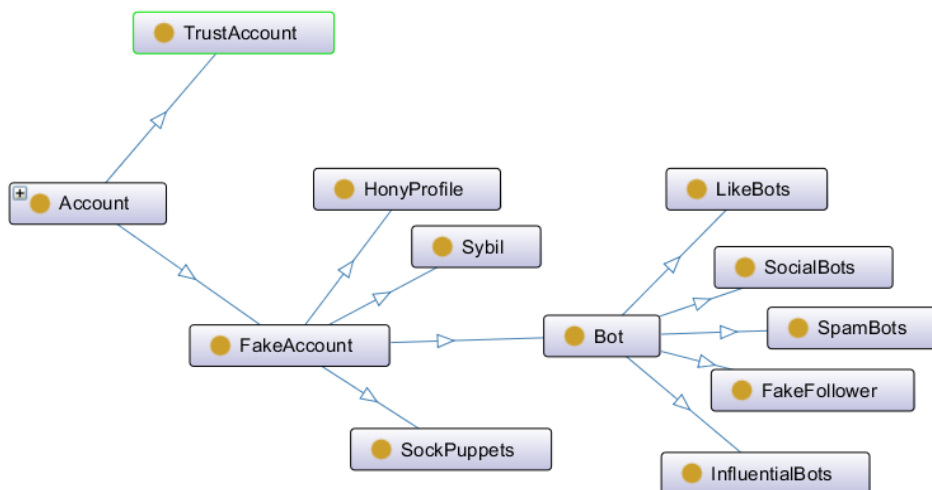 TrustAccount
Account
HonyProfile
LikeBots
Sybil
SocialBots
FakeAccount
Bot
SpamBots
FakeFollower
SockPuppets
InfluentialBots